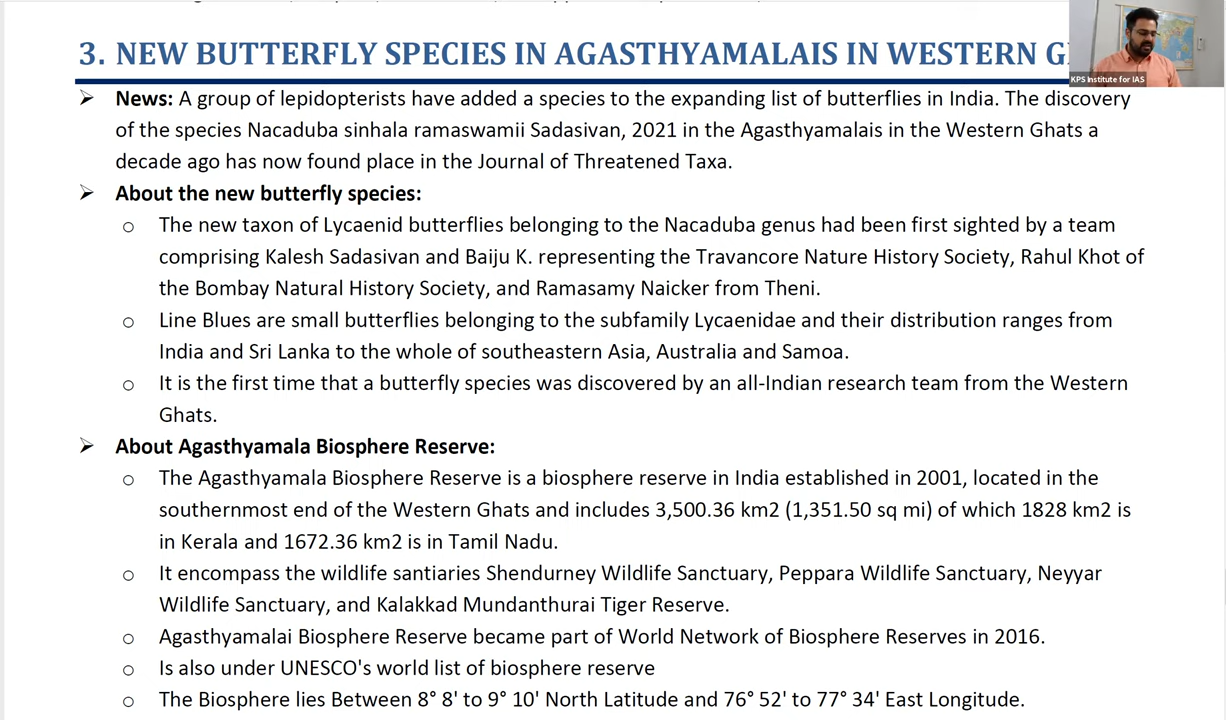 3. NEW BUTTERFLY SPECIES IN AGASTHYAMALAIS IN WESTERN
KPS Institute for IAS
➢ News: A group of lepidopterists have added a species to the expanding list of butterflies in India. The discovery
of the species Nacaduba sinhala ramaswamii Sadasivan, 2021 in the Agasthyamalais in the Western Ghats a
decade ago has now found place in the Journal of Threatened Taxa.
➢ About the new butterfly species:
o The new taxon of Lycaenid butterflies belonging to the Nacaduba genus had been first sighted by a team
comprising Kalesh Sadasivan and Baiju K. representing the Travancore Nature History Society, Rahul Khot of
the Bombay Natural History Society, and Ramasamy Naicker from Theni.
o Line Blues are small butterflies belonging to the subfamily Lycaenidae and their distribution ranges from
India and Sri Lanka to the whole of southeastern Asia, Australia and Samoa.
o It is the first time that a butterfly species was discovered by an all-Indian research team from the Western
Ghats.
➢ About Agasthyamala Biosphere Reserve:
o The Agasthyamala Biosphere Reserve is a biosphere reserve in India established in 2001, located in the
southernmost end of the Western Ghats and includes 3,500.36 km2 (1,351.50 sq mi) of which 1828 km2 is
in Kerala and 1672.36 km2 is in Tamil Nadu.
o It encompass the wildlife santiaries Shendurney Wildlife Sanctuary, Peppara Wildlife Sanctuary, Neyyar
Wildlife Sanctuary, and Kalakkad Mundanthurai Tiger Reserve.
o Agasthyamalai Biosphere Reserve became part of World Network of Biosphere Reserves in 2016.
o Is also under UNESCO's world list of biosphere reserve
o The Biosphere lies Between 8° 8' to 9° 10' North Latitude and 76° 52' to 77° 34' East Longitude.